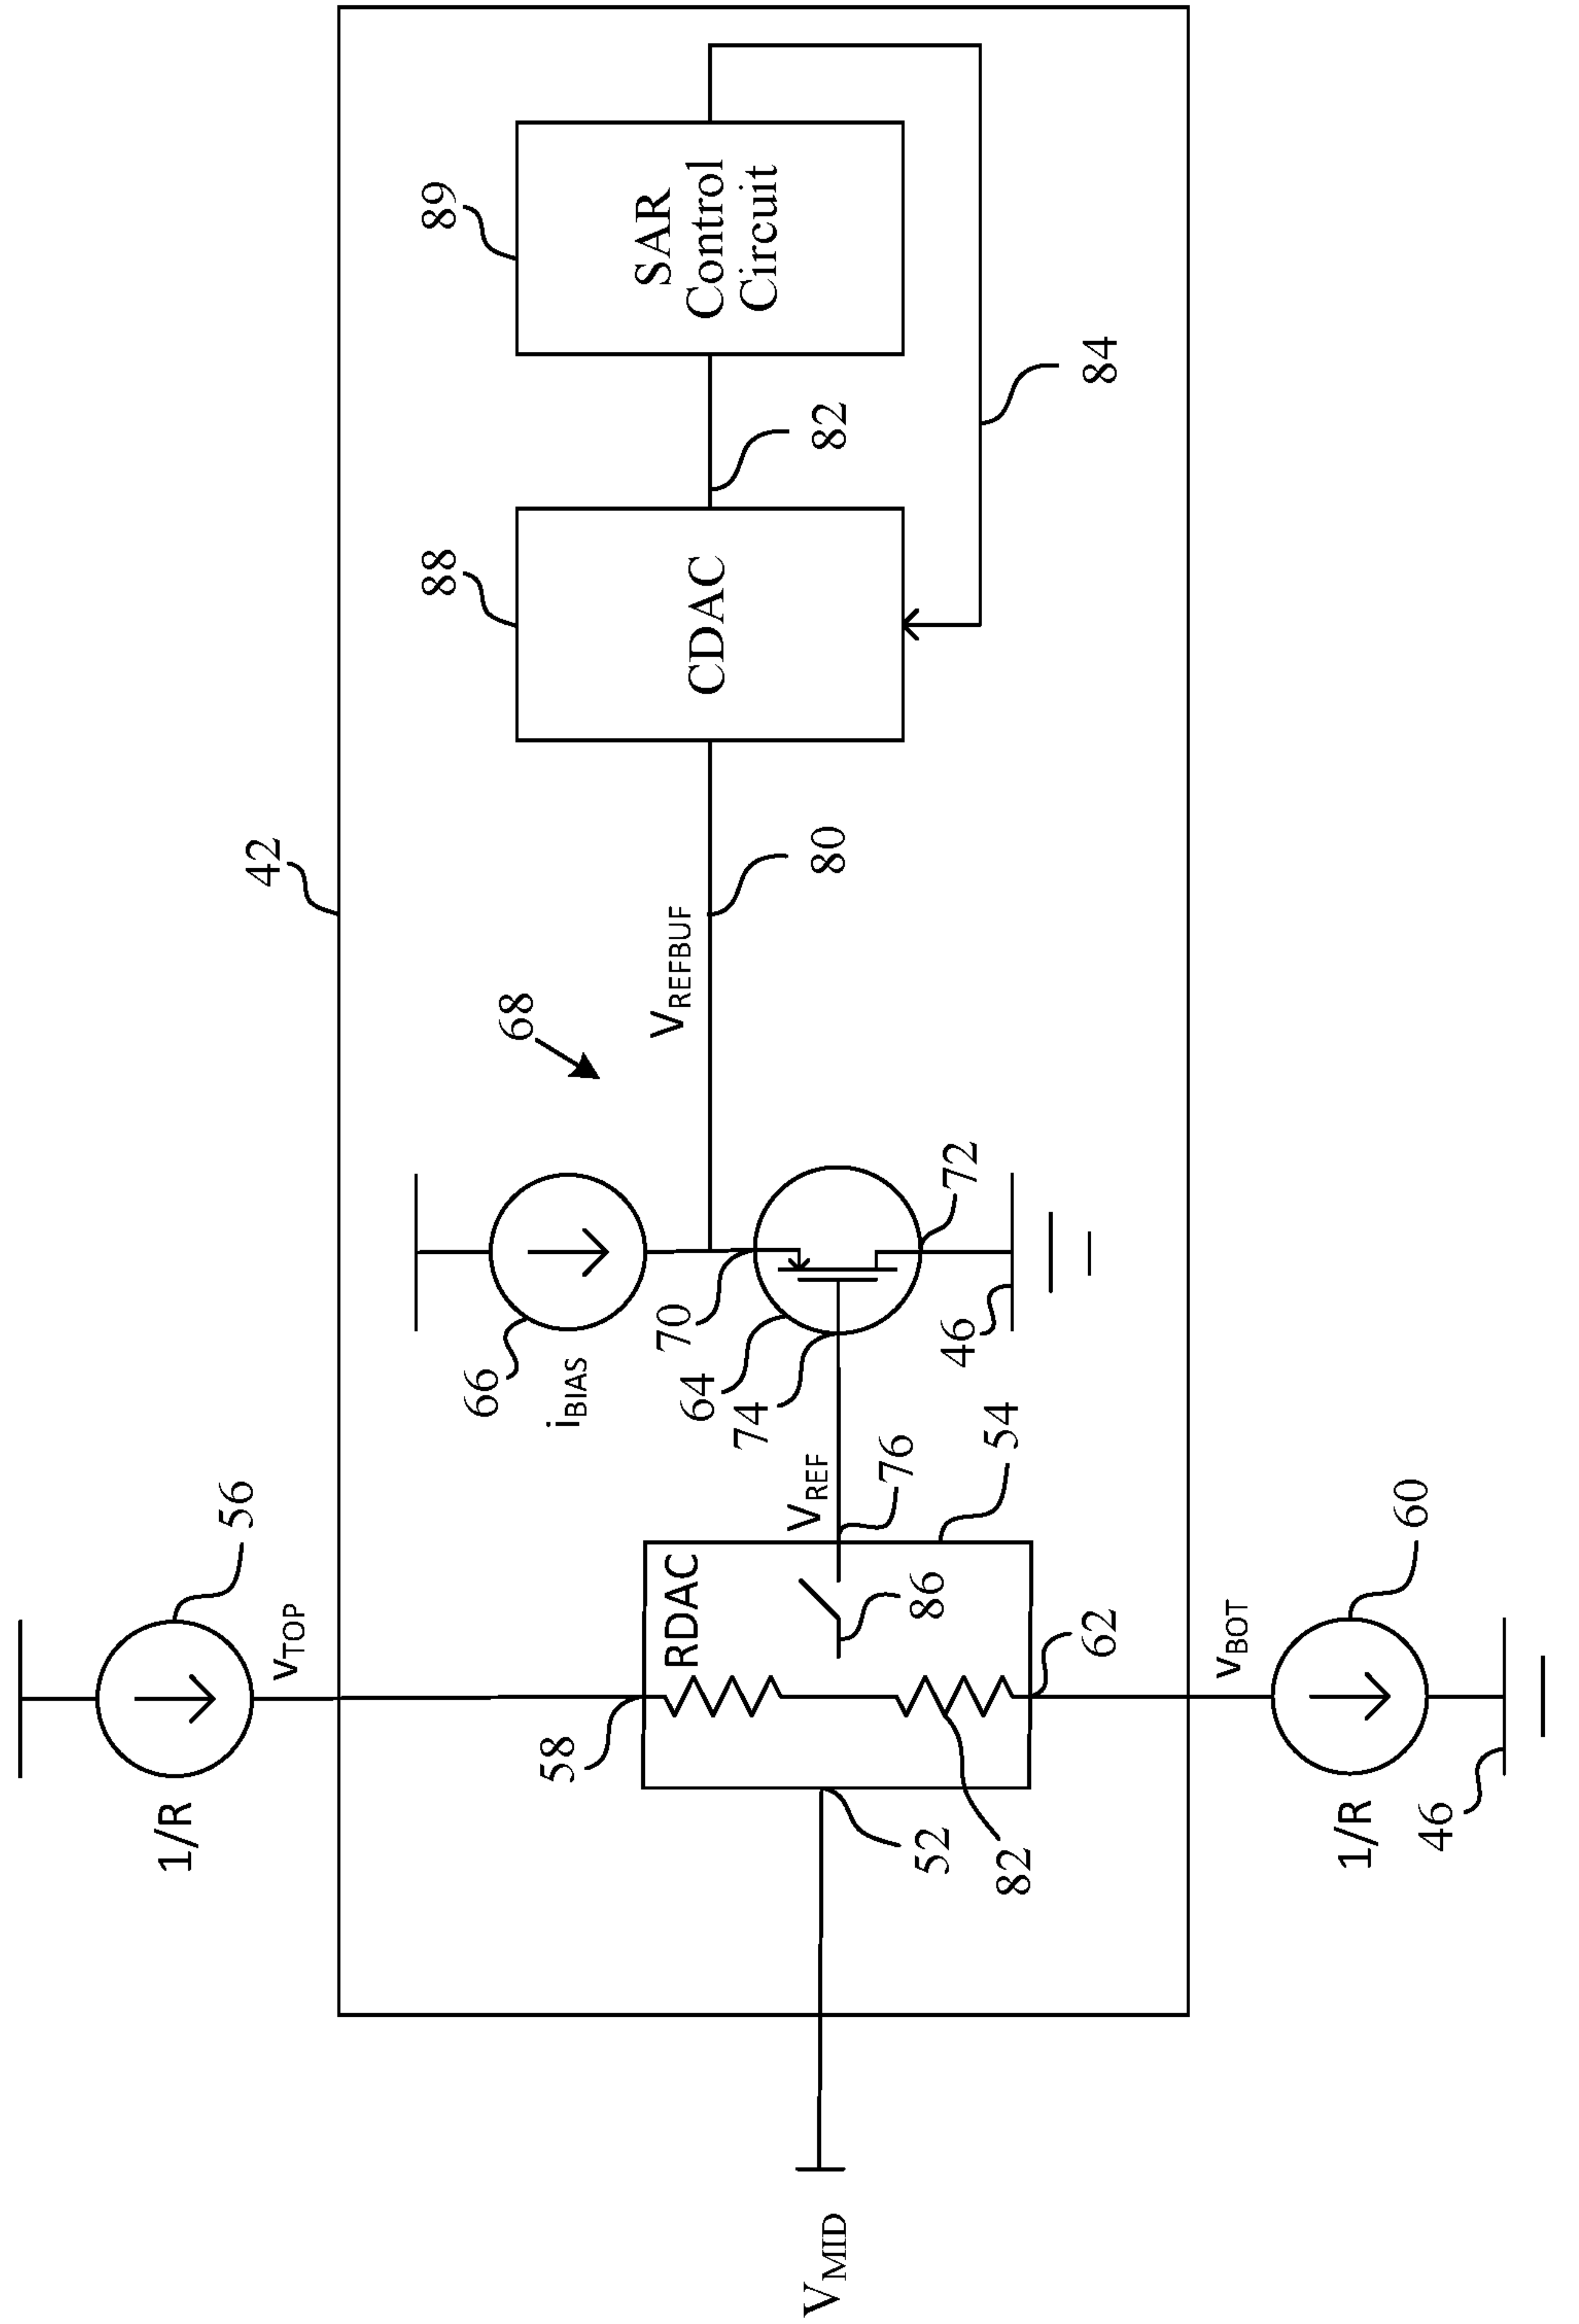 42
1/R
56
vTOP
66
iBIAS
68
VREFBUF
88
CDAC
89
SAR
Control
Circuit
58
RDAC
70
64
74
VREF
76
86
46
72
80
82
84
54
52
82
62
VMID
1/R
vBOT
60
46